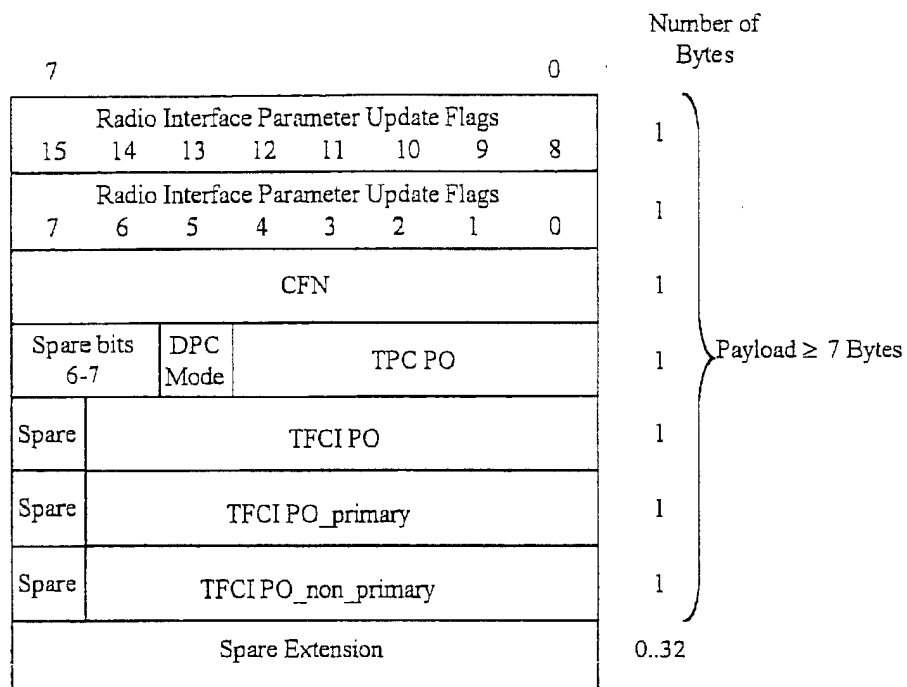 Number of
Bytes
7 0
Radio Interface Parameter Update Flags
15 14 13 12 11 10 9 8
1
Radio Interface Parameter Update Flags
7 6 5 4 3 2 1 0
1
CFN
1
Spare bits
6-7
DPC
Mode
TPC PO
1
Payload ≥ 7 Bytes
Spare
TFCI PO
1
Spare
TFCI PO_primary
1
Spare
TFCI PO_non_primary
1
Spare Extension
0..32